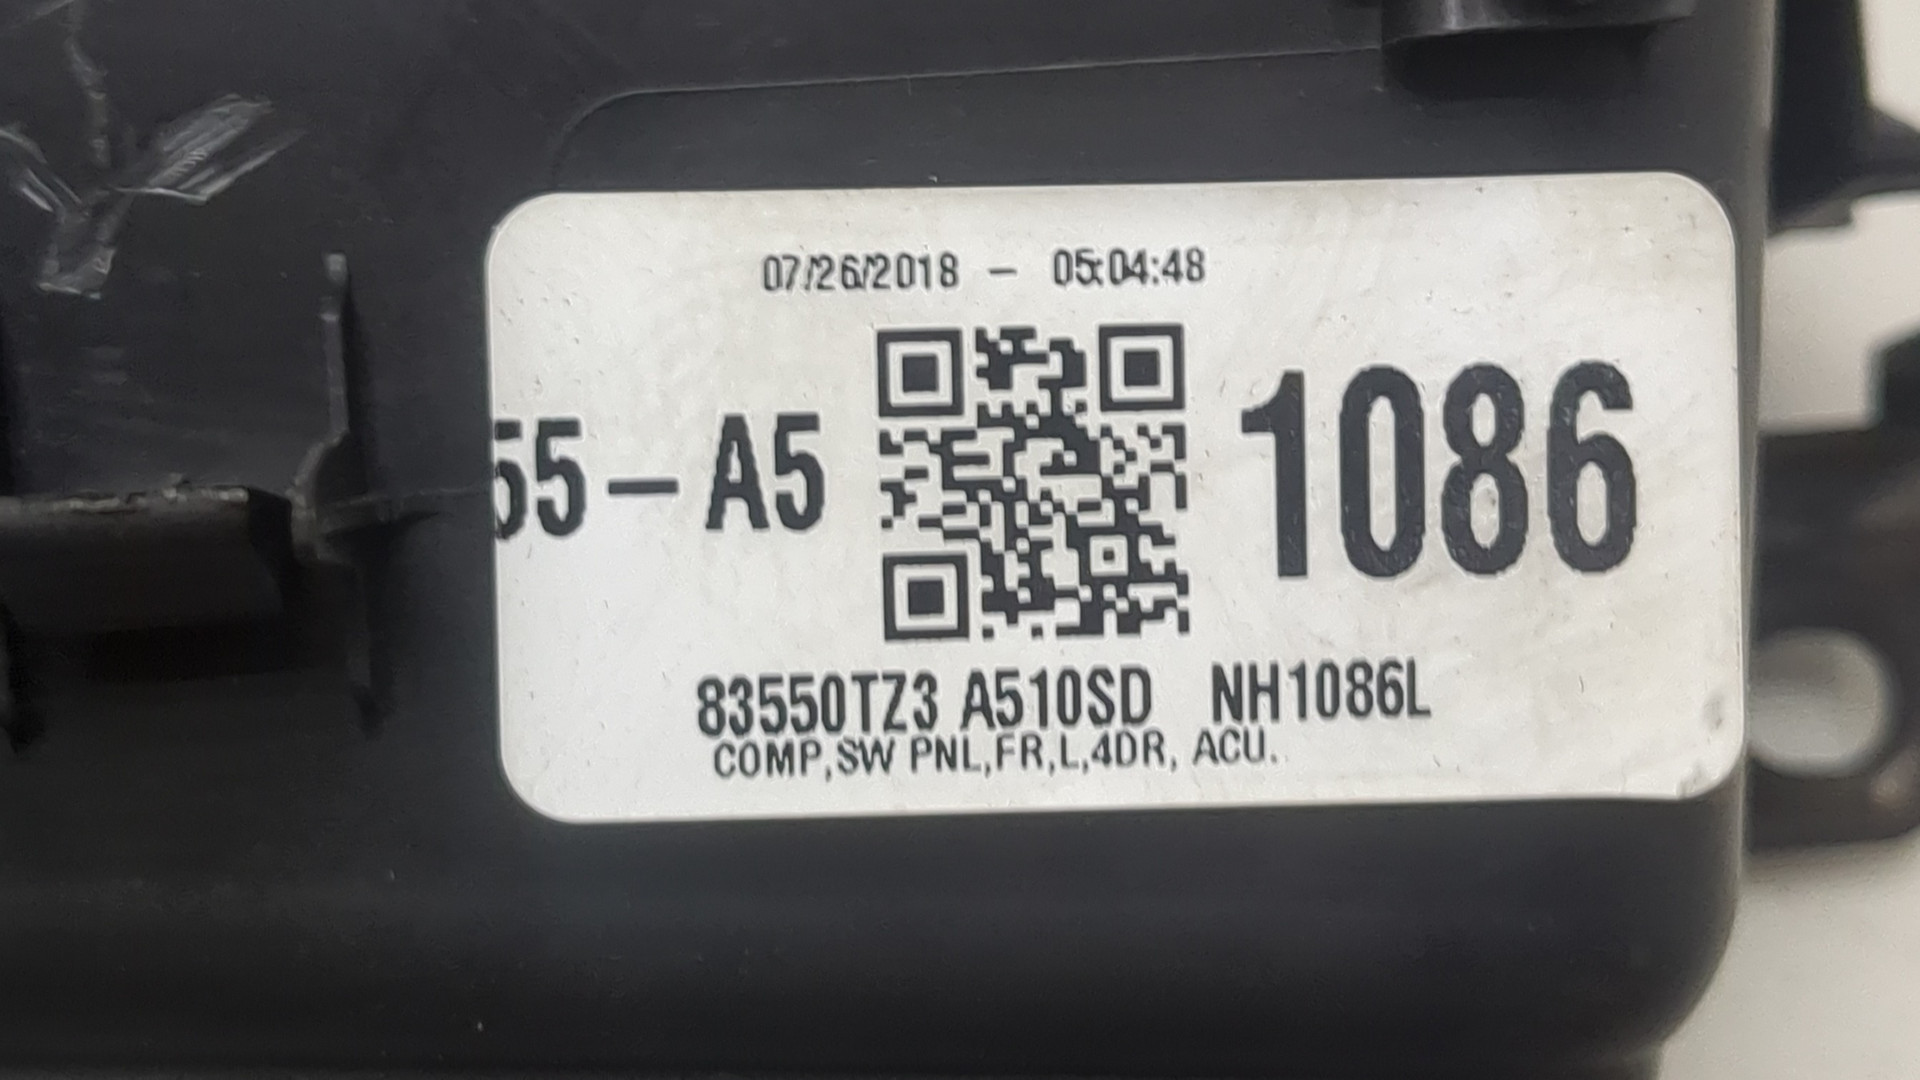 07/26/2018 - 05:04:48
55-A5
1086
83550TZ3 A510SD NH1086L
COMP,SW PNL,FR,L,4DR, ACU.